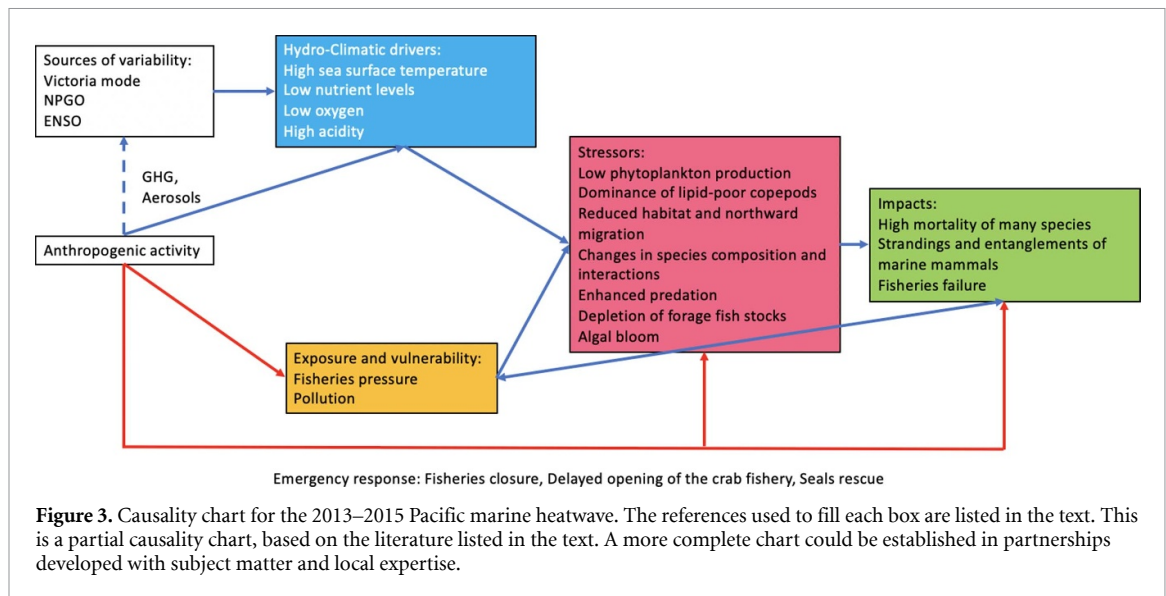 Sources of variability:
Victoria mode
NPGO
ENSO
Hydro-Climatic drivers:
High sea surface temperature
Low nutrient levels
Low oxygen
High acidity
GHG,
Aerosols
Anthropogenic activity
Stressors:
Low phytoplankton production
Dominance of lipid-poor copepods
Reduced habitat and northward
migration
Changes in species composition and
interactions
Enhanced predation
Depletion of forage fish stocks
Algal bloom
Impacts:
High mortality of many species
Strandings and entanglements of
marine mammals
Fisheries failure
Exposure and vulnerability:
Fisheries pressure
Pollution
Emergency response: Fisheries closure, Delayed opening of the crab fishery, Seals rescue
Figure 3. Causality chart for the 2013–2015 Pacific marine heatwave. The references used to fill each box are listed in the text. This
is a partial causality chart, based on the literature listed in the text. A more complete chart could be established in partnerships
developed with subject matter and local expertise.